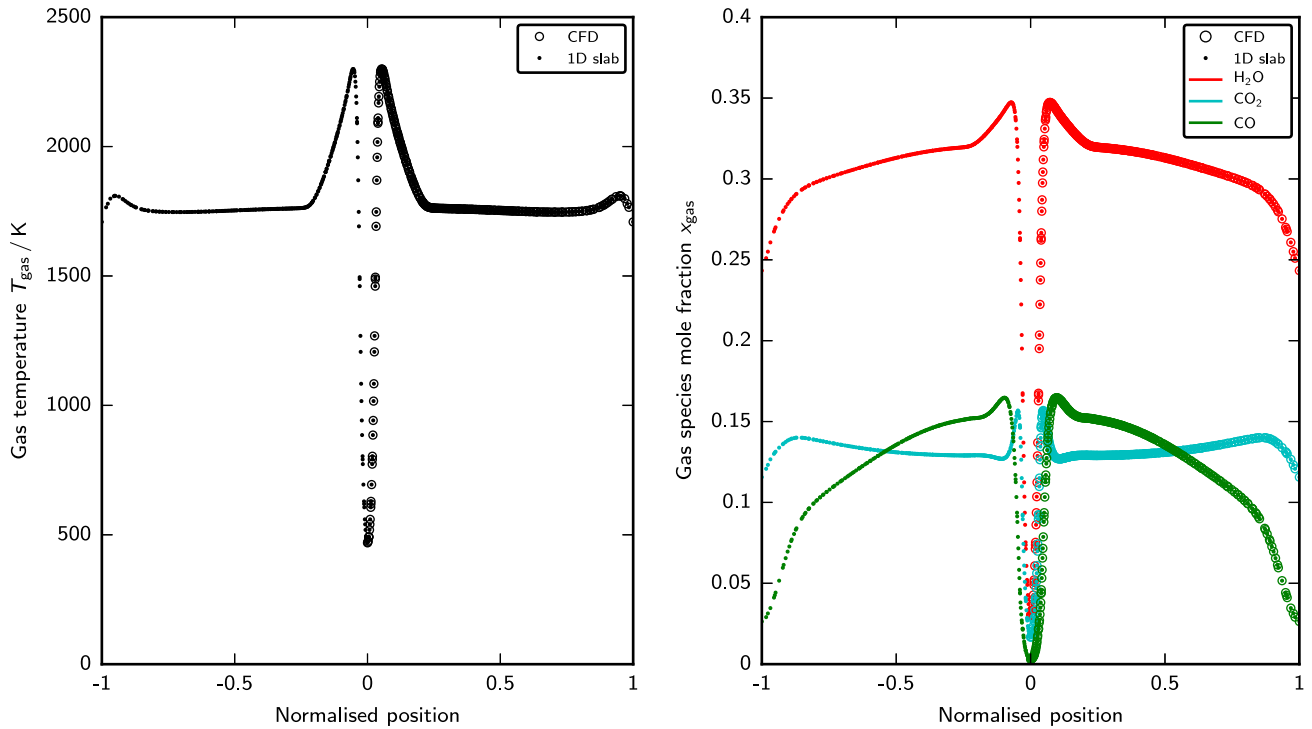 2500
2000
1500
1000
500
0
-1
-0.5
0
0.5
1
Normalised position
Gas temperature T_gas / K
CFD
1D slab
0.4
0.35
0.3
0.25
0.2
0.15
0.1
0.05
0
-1
-0.5
0
0.5
1
Normalised position
Gas species mole fraction x_gas
CFD
1D slab
H₂O
CO₂
CO